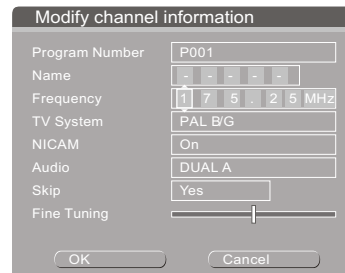 Modify channel information
Program Number P001
Name - - - - -
Frequency 1 7 5 . 2 5 MHz
TV System PAL B/G
NICAM On
Audio DUAL A
Skip Yes
Fine Tuning
OK Cancel